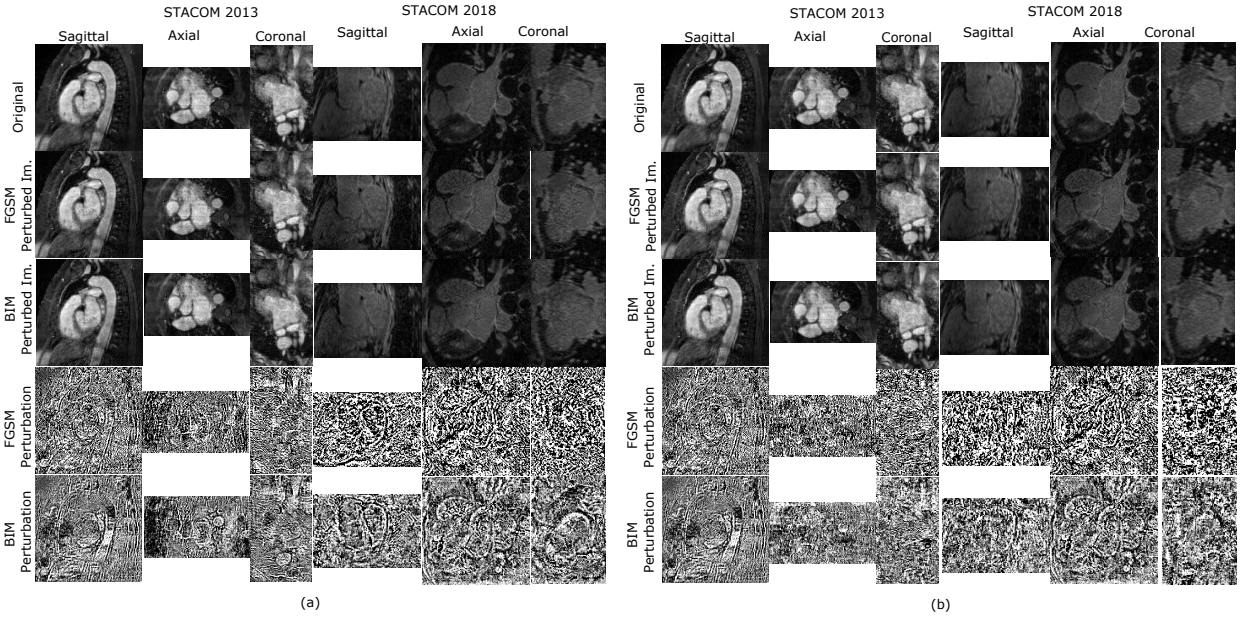 STACOM 2013
STACOM 2018
Sagittal
Axial
Coronal
Sagittal
Axial
Coronal
Original
FGSM
Perturbed Im.
BIM
Perturbed Im.
FGSM
Perturbation
BIM
Perturbation
(a)
STACOM 2013
STACOM 2018
Sagittal
Axial
Coronal
Sagittal
Axial
Coronal
Original
FGSM
Perturbed Im.
BIM
Perturbed Im.
FGSM
Perturbation
BIM
Perturbation
(b)